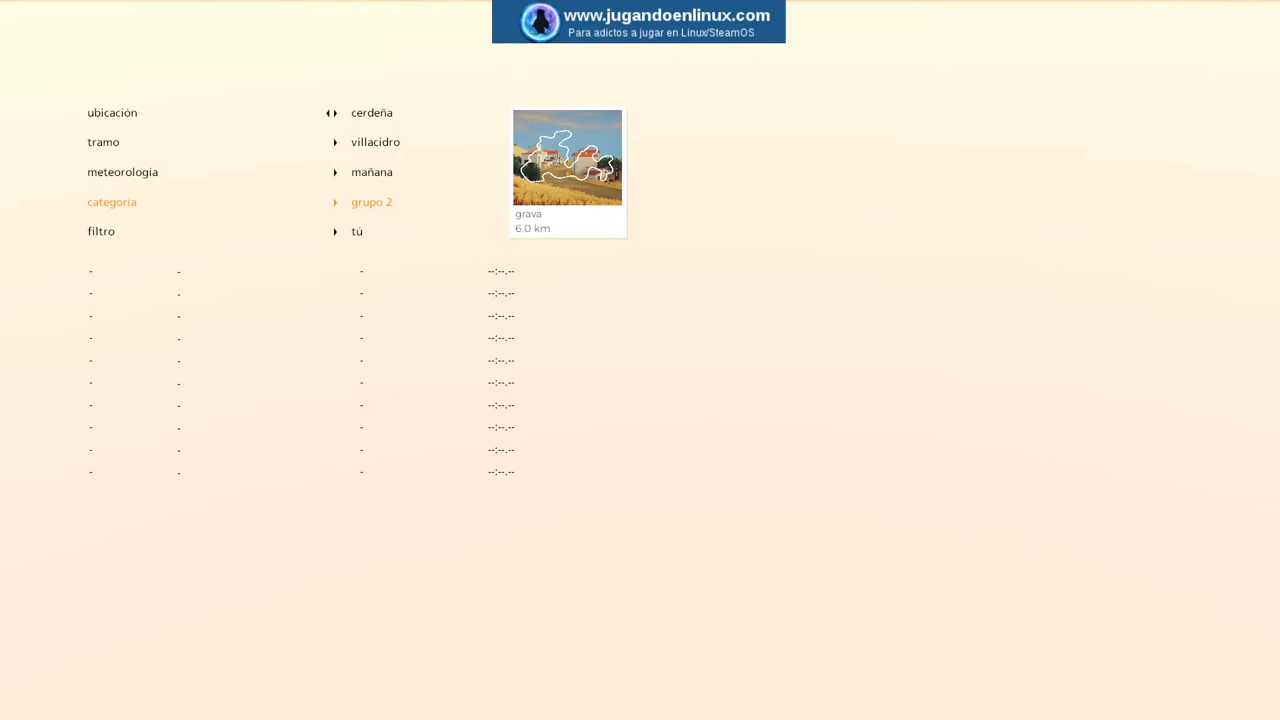 www.jugandoenlinux.com
Para adictos a jugar en Linux/SteamOS
ubicación cerdeña
tramo villacidro
meteorología mañana
categoría grupo 2
filtro tú
grava
6.0 km
- - - --:--.--
- - - --:--.--
- - - --:--.--
- - - --:--.--
- - - --:--.--
- - - --:--.--
- - - --:--.--
- - - --:--.--
- - - --:--.--
- - - --:--.--